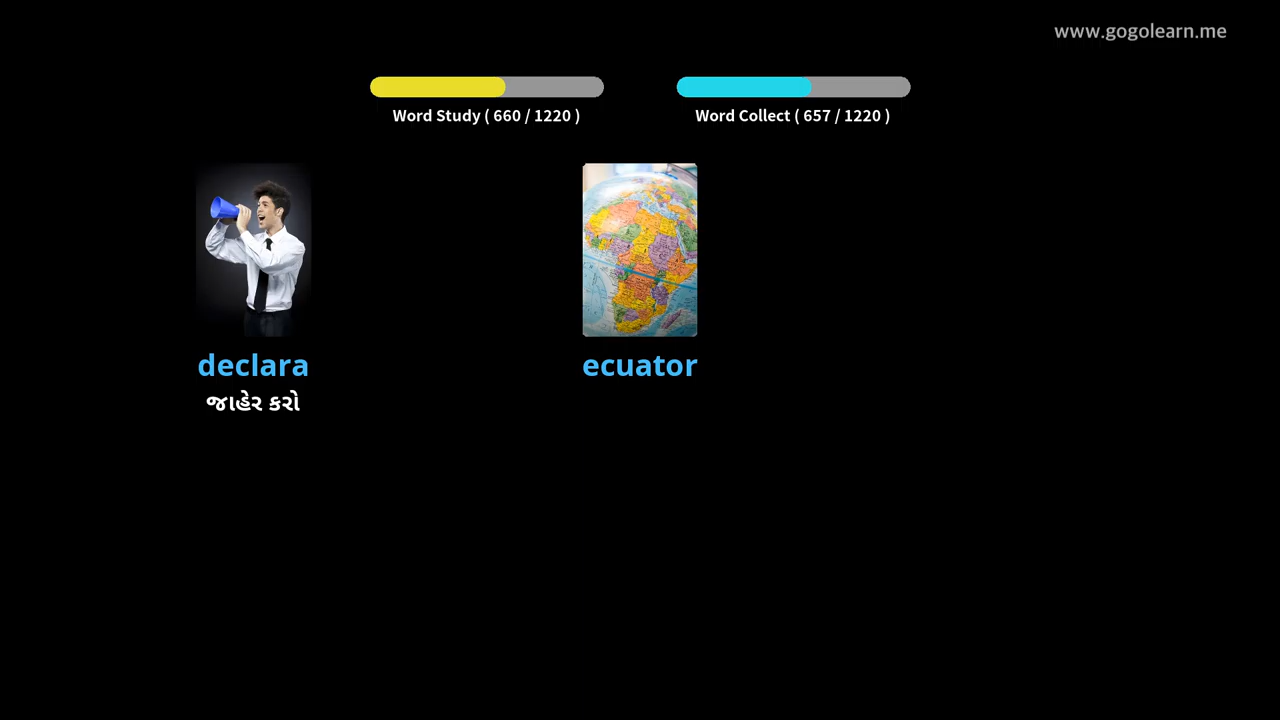 www.gogolearn.me
Word Study ( 660 / 1220 )
Word Collect ( 657 / 1220 )
declara
ecuator
જાહેર કરો